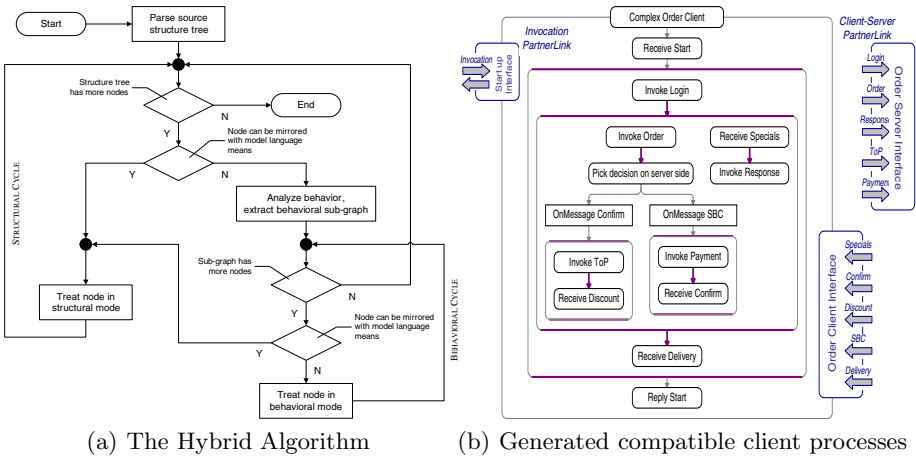 Start
Parse source
structure tree
Structure tree
has more nodes
N
End
Y
Node can be mirrored
with model language
means
Y
N
STRUCTURAL CYCLE
Analyze behavior,
extract behavioral sub-graph
Sub-graph has
more nodes
N
Treat node in
structural mode
Y
Node can be mirrored
with model language
means
Y
N
BEHAVIORAL CYCLE
Treat node in
behavioral mode
(a) The Hybrid Algorithm
Invocation
PartnerLink
Complex Order Client
Client-Server
PartnerLink
Receive Start
Invocation
Start up
Interface
Invoke Login
Invoke Order
Receive Specials
Pick decision on server side
Invoke Response
OnMessage Confirm
OnMessage SBC
Invoke ToP
Invoke Payment
Receive Discount
Receive Confirm
Receive Delivery
Reply Start
Login
Order
Response
ToP
Payment
Order Server Interface
Order Client Interface
Specials
Confirm
Discount
SBC
Delivery
(b) Generated compatible client processes